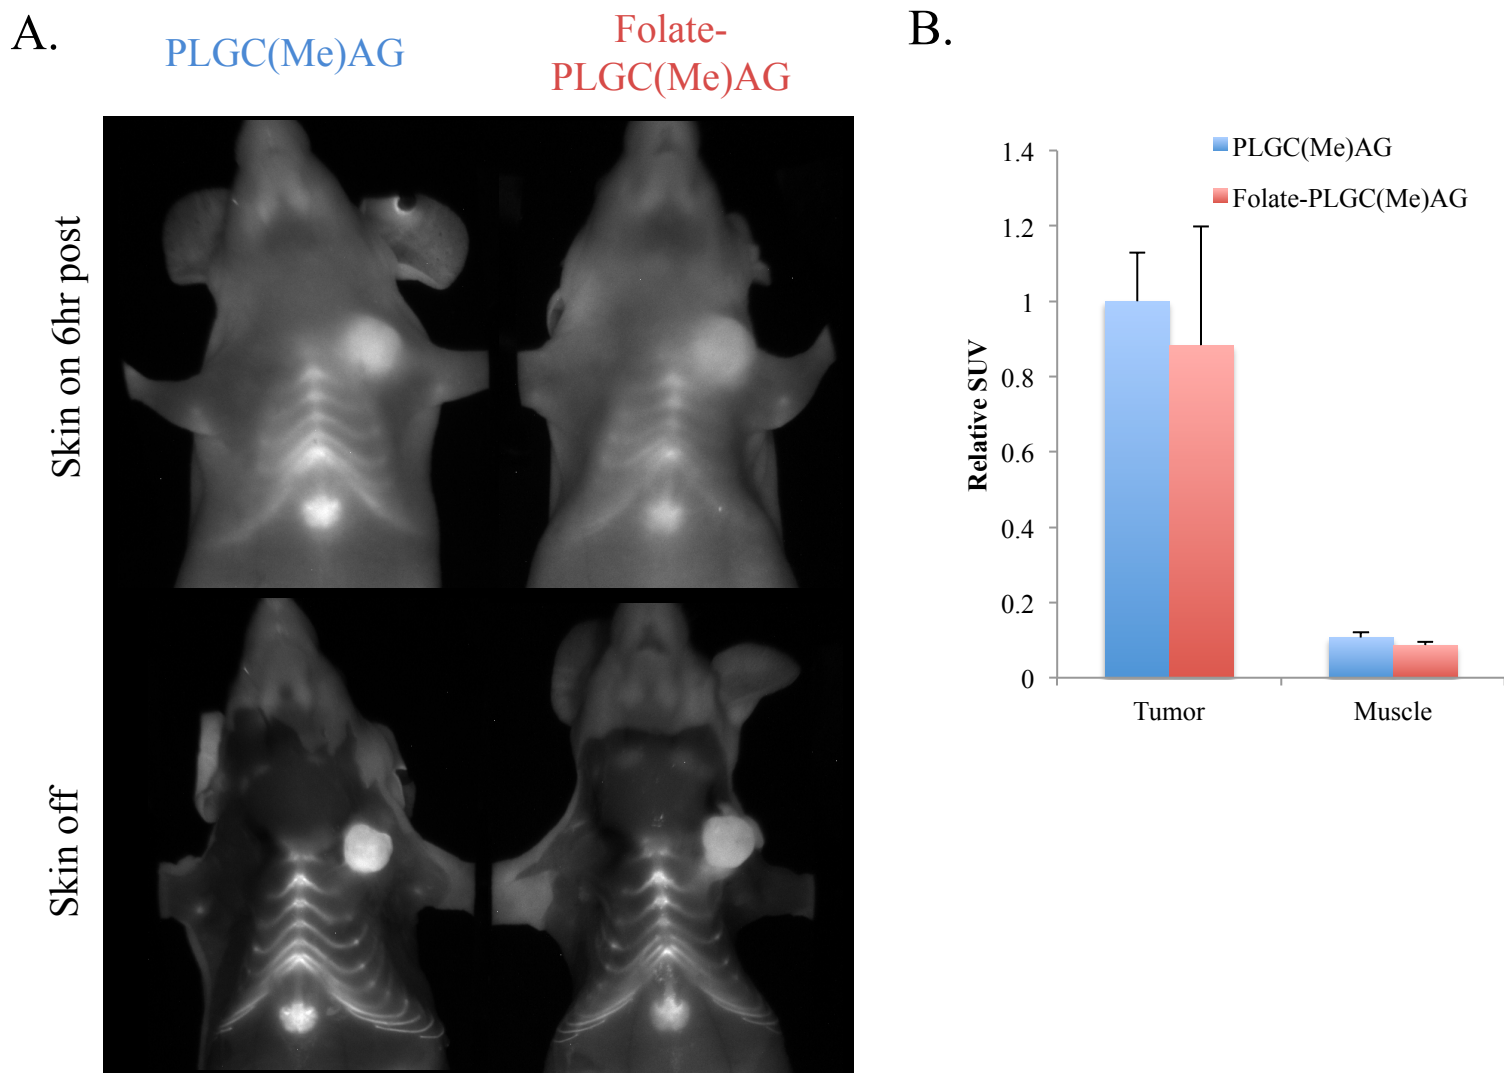 A.
PLGC(Me)AG
Folate-
PLGC(Me)AG
Skin on 6hr post
Skin off
B.
PLGC(Me)AG
Folate-PLGC(Me)AG
1.4
1.2
1
0.8
0.6
0.4
0.2
0
Relative SUV
Tumor
Muscle